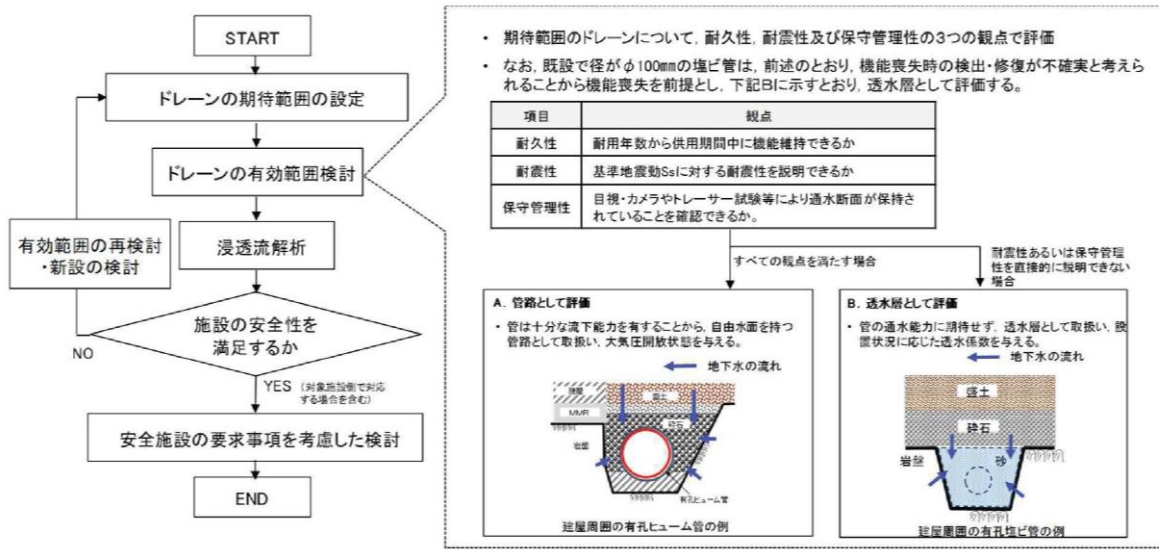 START
ドレーンの期待範囲の設定
ドレーンの有効範囲検討
有効範囲の再検討
・新設の検討
浸透流解析
施設の安全性を
満足するか
NO
YES (対象施設側で対応
する場合を含む)
安全施設の要求事項を考慮した検討
END
・ 期待範囲のドレーンについて, 耐久性, 耐震性及び保守管理性の3つの観点で評価
・ なお, 既設で径がφ100mmの塩ビ管は, 前述のとおり, 機能喪失時の検出・修復が不確実と考えら
れることから機能喪失を前提とし, 下記Bに示すとおり, 透水層として評価する。
項目 観点
耐久性 耐用年数から供用期間中に機能維持できるか
耐震性 基準地震動Ssに対する耐震性を説明できるか
保守管理性 目視・カメラやトレーサー試験等により通水断面が保持さ
れていることを確認できるか。
すべての観点を満たす場合
耐震性あるいは保守管理
性を直接的に説明できない
場合
A. 管路として評価
・ 管は十分な流下能力を有することから, 自由水面を持つ
管路として取扱い, 大気圧開放状態を与える。
地下水の流れ
建屋
盛土
MMR
砕石
岩盤
有孔ヒューム管
建屋周囲の有孔ヒューム管の例
B. 透水層として評価
・ 管の通水能力に期待せず, 透水層として取扱い, 設
置状況に応じた透水係数を与える。
地下水の流れ
盛土
砕石
岩盤
砂
建屋周囲の有孔塩ビ管の例